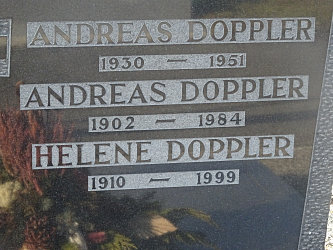 ANDREAS DOPPLER
1930 — 1951
ANDREAS DOPPLER
1902 — 1984
HELENE DOPPLER
1910 — 1999